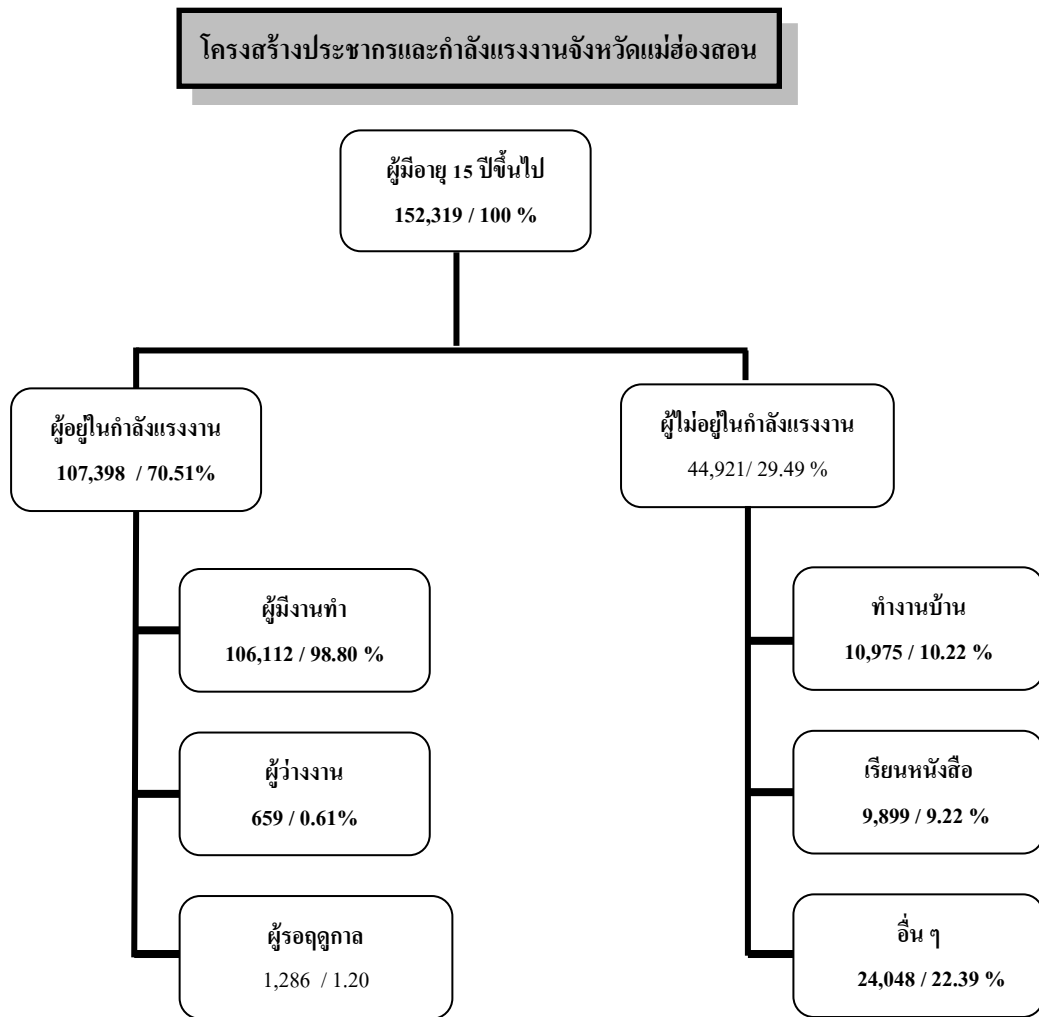 โครงสร้างประชากรและกำลังแรงงานจังหวัดแม่ฮ่องสอน
ผู้มีอายุ 15 ปีขึ้นไป
152,319 / 100 %
ผู้อยู่ในกำลังแรงงาน
107,398 / 70.51%
ผู้ไม่อยู่ในกำลังแรงงาน
44,921/ 29.49 %
ผู้มีงานทำ
106,112 / 98.80 %
ทำงานบ้าน
10,975 / 10.22 %
ผู้ว่างงาน
659 / 0.61%
เรียนหนังสือ
9,899 / 9.22 %
ผู้รอฤดูกาล
1,286 / 1.20
อื่น ๆ
24,048 / 22.39 %